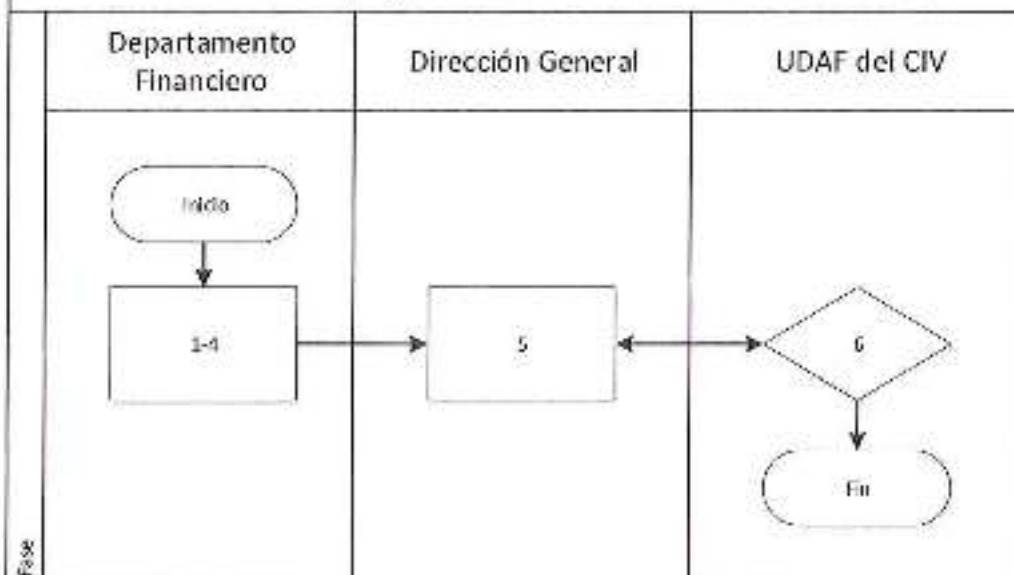 Departamento
Financiero
Dirección General
UDAF del CIV
Inicio
1-4
5
6
Fin
Fase